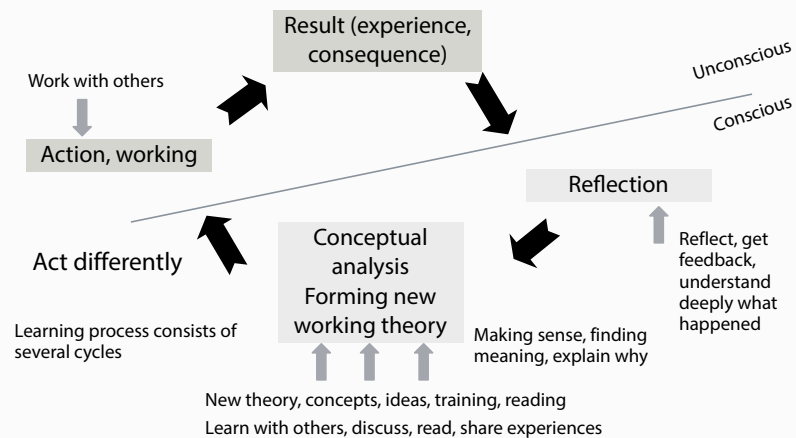 Result (experience,
consequence)
Unconscious
Conscious
Work with others
Action, working
Reflection
Reflect, get
feedback,
understand
deeply what
happened
Conceptual
analysis
Forming new
working theory
Act differently
Learning process consists of
several cycles
Making sense, finding
meaning, explain why
New theory, concepts, ideas, training, reading
Learn with others, discuss, read, share experiences